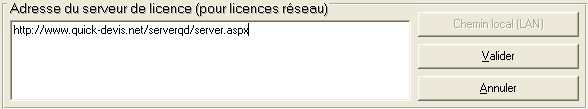 Adresse du serveur de licence (pour licences réseau)
http://www.quick-devis.net/serverqd/server.aspx
Chemin local (LAN)
Valider
Annuler